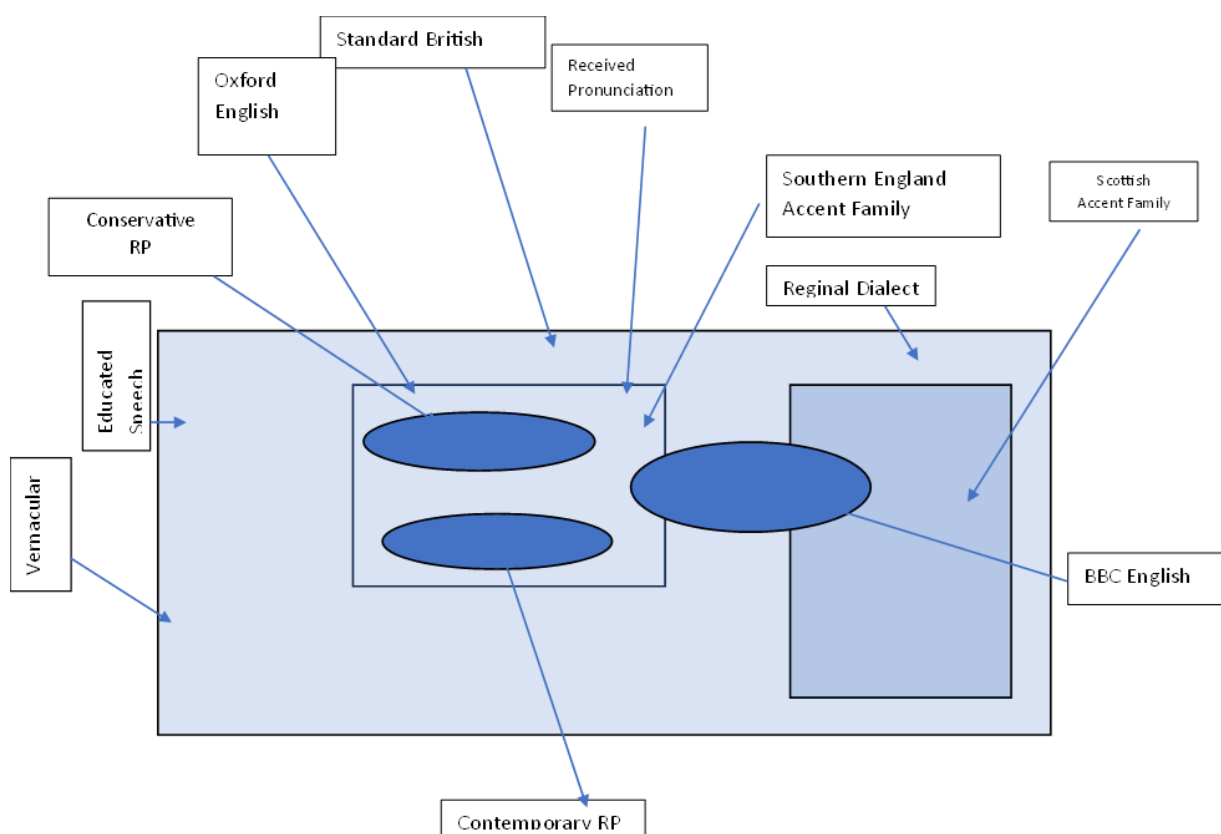 Standard British
Oxford
English
Received
Pronunciation
Southern England
Accent Family
Scottish
Accent Family
Conservative
RP
Reginal Dialect
Educated
Speech
Vernacular
BBC English
Contemporary RP